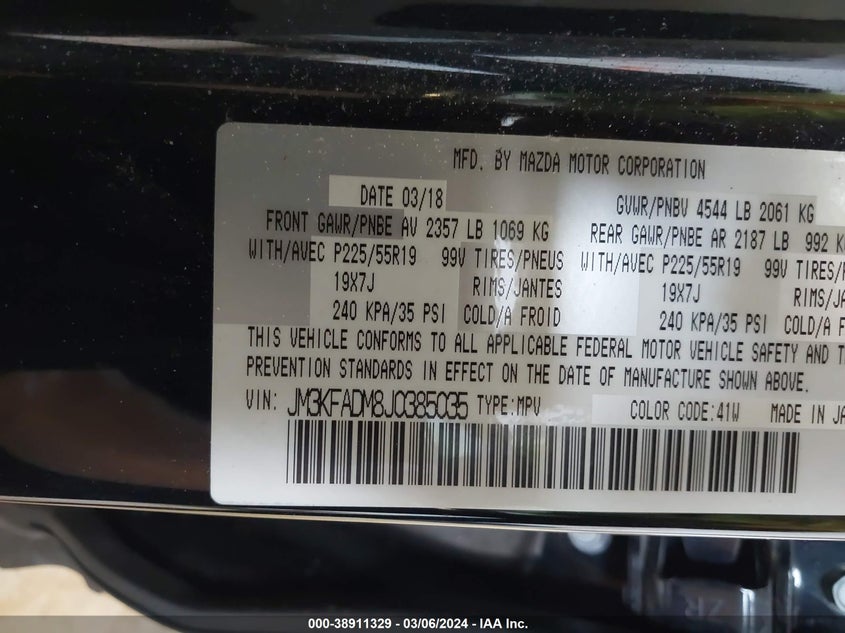 MFD. BY MAZDA MOTOR CORPORATION
DATE 03/18 GVWR/PNBV 4544 LB 2061 KG
FRONT GAWR/PNBE AV 2357 LB 1069 KG REAR GAWR/PNBE AR 2187 LB 992 KG
WITH/AVEC P225/55R19 99V TIRES/PNEUS WITH/AVEC P225/55R19 99V TIRES/
19X7J RIMS/JANTES 19X7J RIMS/
240 KPA/35 PSI COLD/A FROID 240 KPA/35 PSI COLD/A
THIS VEHICLE CONFORMS TO ALL APPLICABLE FEDERAL MOTOR VEHICLE SAFETY AND
PREVENTION STANDARDS IN EFFECT ON THE DATE OF MANUFACTURE SHOWN ABOVE.
VIN: JM3KFADM8J0385035 TYPE:MPV COLOR CODE:41W MADE IN
000-38911329 - 03/06/2024 - IAA Inc.